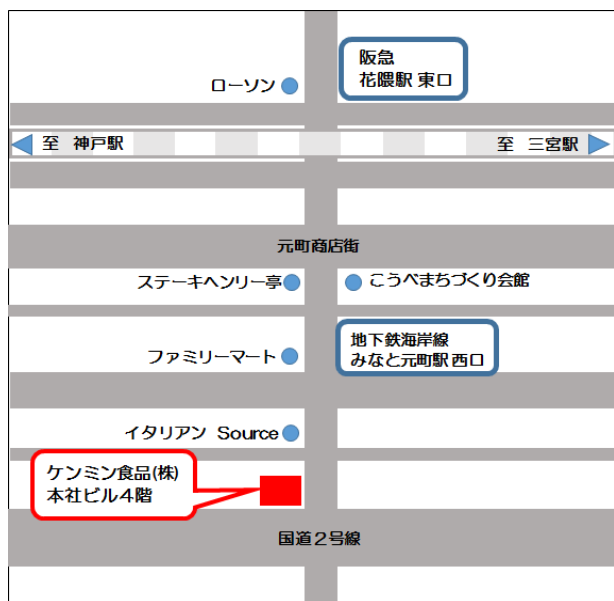 阪急
花隈駅 東口
ローソン
至 神戸駅
至 三宮駅
元町商店街
ステーキヘンリー亭
こうべまちづくり会館
地下鉄海岸線
みなと元町駅 西口
ファミリーマート
イタリアン Source
ケンミン食品(株)
本社ビル４階
国道２号線